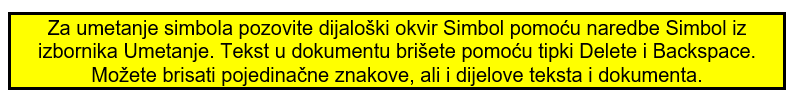 Za umetanje simbola pozovite dijaloški okvir Simbol pomoću naredbe Simbol iz
izbornika Umetanje. Tekst u dokumentu brišete pomoću tipki Delete i Backspace.
Možete brisati pojedinačne znakove, ali i dijelove teksta i dokumenta.